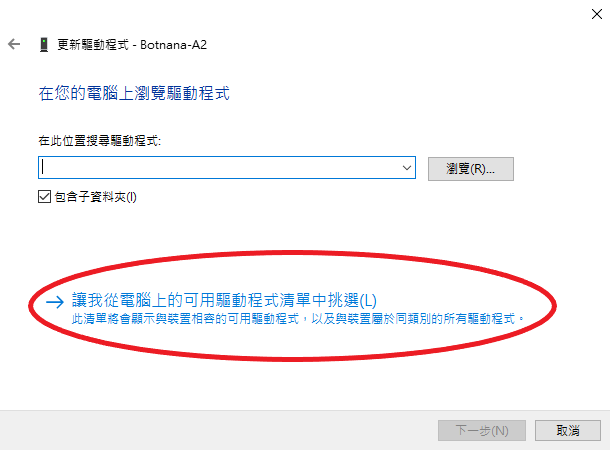 更新驅動程式 - Botnana-A2
在您的電腦上瀏覽驅動程式
在此位置搜尋驅動程式:
瀏覽(R)...
包含子資料夾(I)
讓我從電腦上的可用驅動程式清單中挑選(L)
此清單將會顯示與裝置相容的可用驅動程式，以及與裝置屬於同類別的所有驅動程式。
下一步(N)
取消